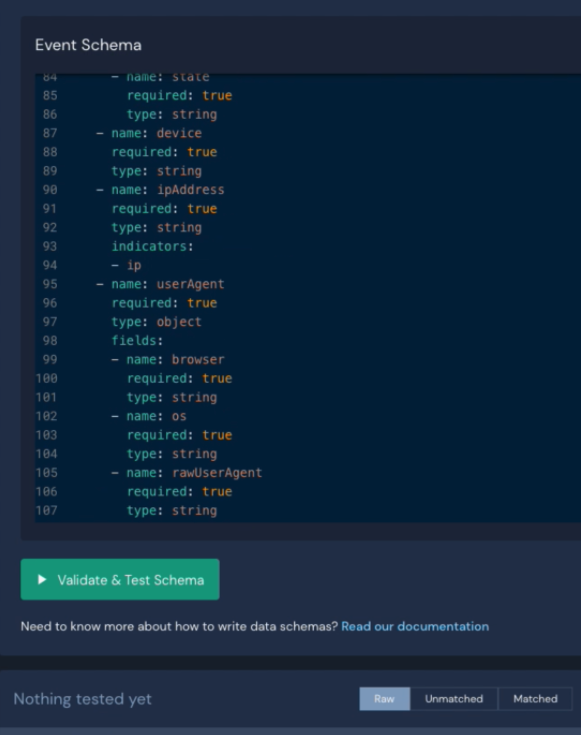 Event Schema
84 - name: state
85 required: true
86 type: string
87 - name: device
88 required: true
89 type: string
90 - name: ipAddress
91 required: true
92 type: string
93 indicators:
94 - ip
95 - name: userAgent
96 required: true
97 type: object
98 fields:
99 - name: browser
100 required: true
101 type: string
102 - name: os
103 required: true
104 type: string
105 - name: rawUserAgent
106 required: true
107 type: string
Validate & Test Schema
Need to know more about how to write data schemas? Read our documentation
Nothing tested yet Raw Unmatched Matched